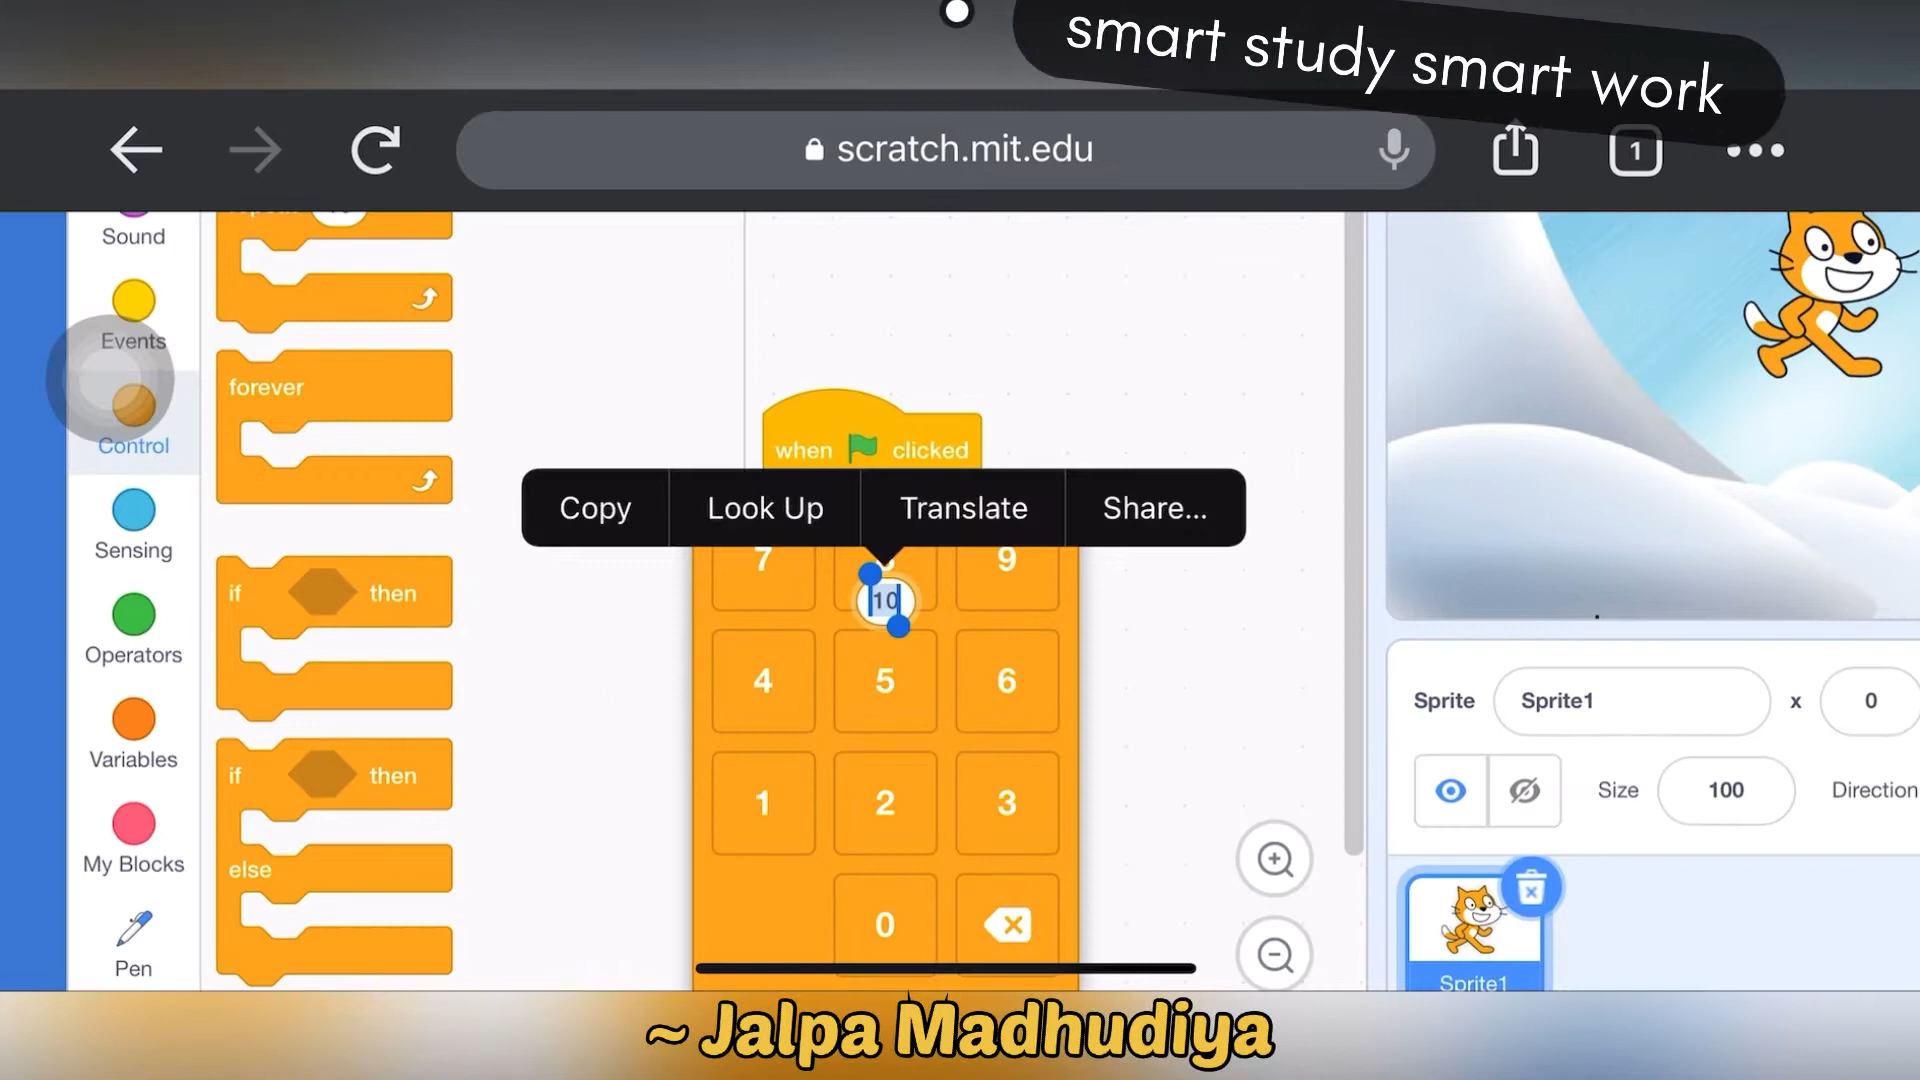 smart study smart work
scratch.mit.edu
1
Sound
Events
Control
Sensing
Operators
Variables
My Blocks
Pen
forever
if then
if then
else
when clicked
Copy Look Up Translate Share...
7 9
10
4 5 6
1 2 3
0
Sprite Sprite1 x 0
Size 100 Direction
Sprite1
~ Jalpa Madhudiya